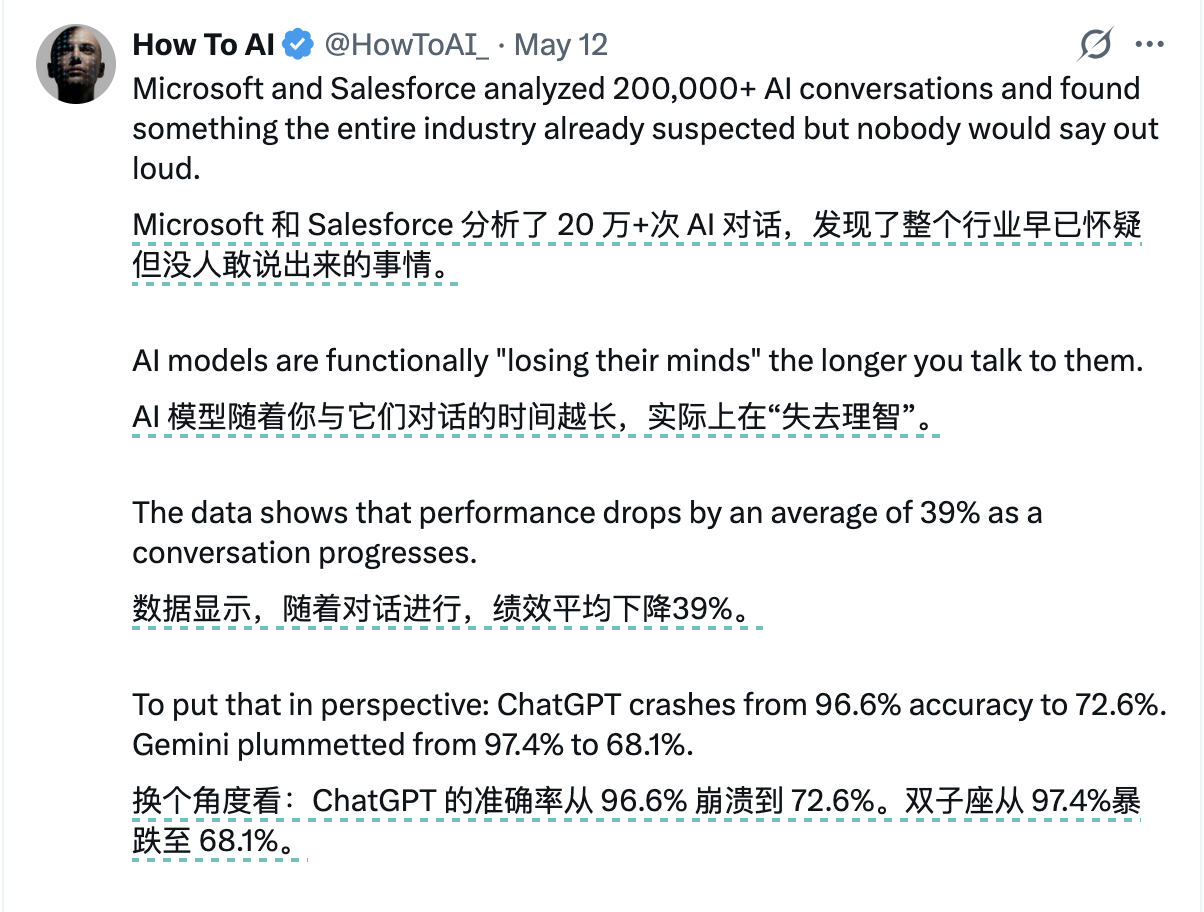 How To AI @HowToAI_ · May 12
Microsoft and Salesforce analyzed 200,000+ AI conversations and found
something the entire industry already suspected but nobody would say out
loud.
Microsoft 和 Salesforce 分析了 20 万+次 AI 对话，发现了整个行业早已怀疑
但没人敢说出来的事情。
AI models are functionally "losing their minds" the longer you talk to them.
AI 模型随着你与它们对话的时间越长，实际上在“失去理智”。
The data shows that performance drops by an average of 39% as a
conversation progresses.
数据显示，随着对话进行，绩效平均下降39%。
To put that in perspective: ChatGPT crashes from 96.6% accuracy to 72.6%.
Gemini plummetted from 97.4% to 68.1%.
换个角度看：ChatGPT 的准确率从 96.6% 崩溃到 72.6%。双子座从 97.4%暴
跌至 68.1%。